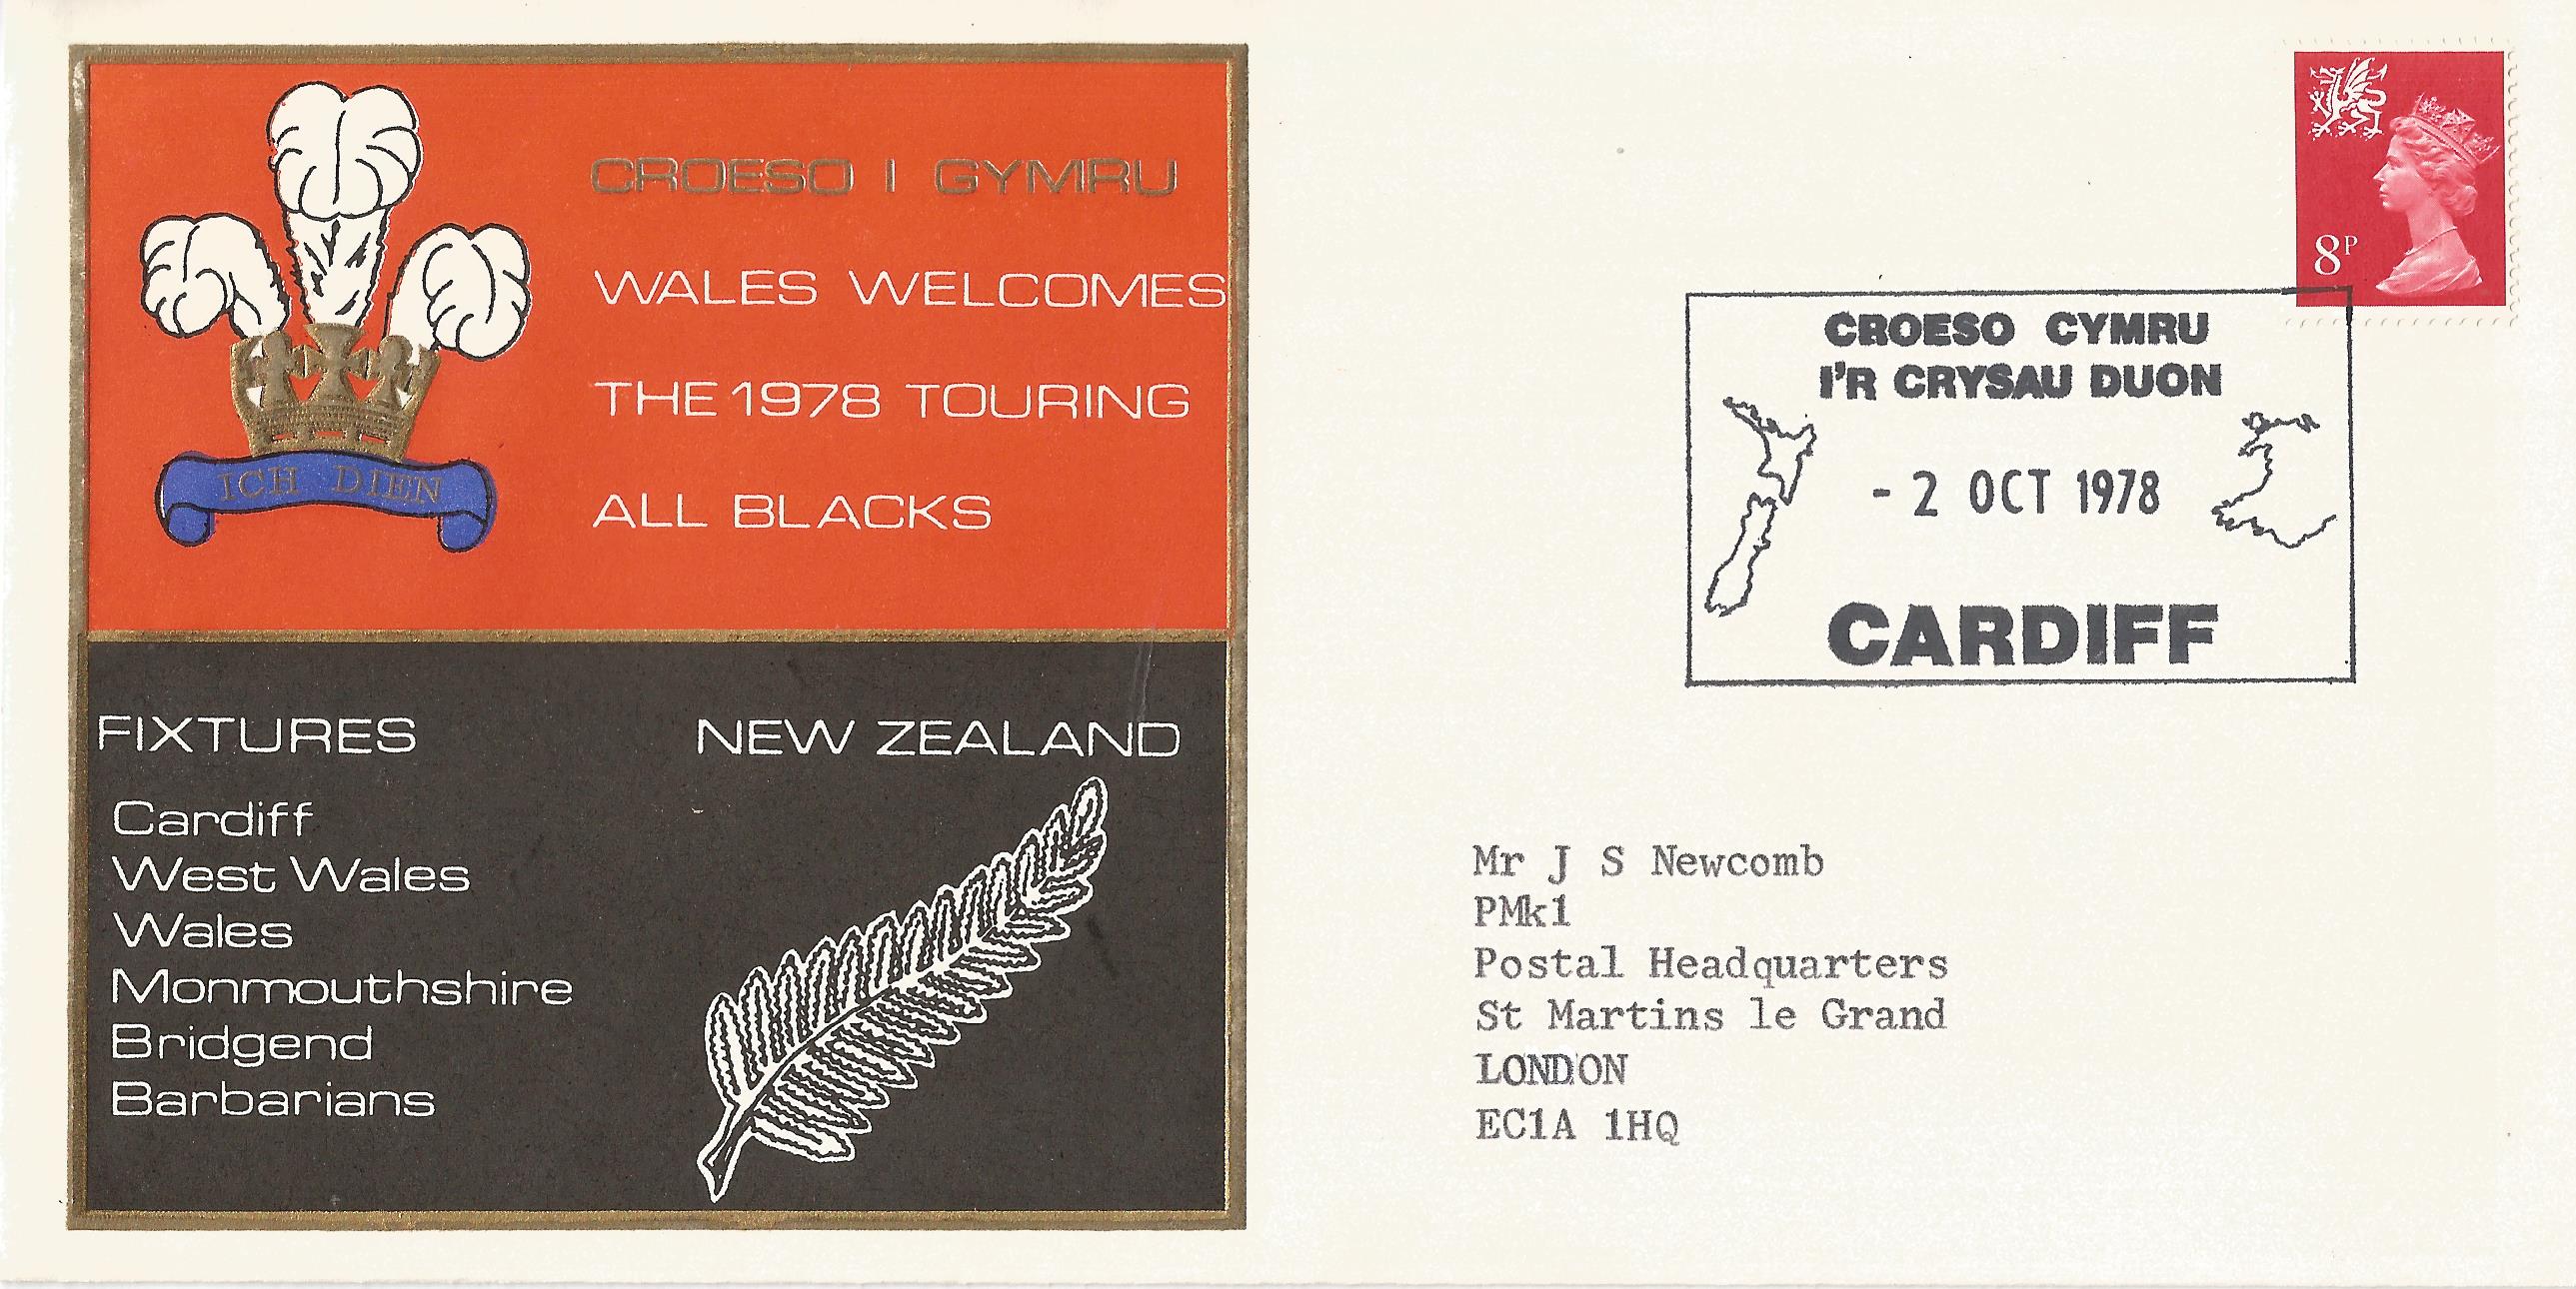 CROESO I GYMRU
WALES WELCOMES
THE 1978 TOURING
ALL BLACKS
ICH DIEN
FIXTURES
Cardiff
West Wales
Wales
Monmouthshire
Bridgend
Barbarians
NEW ZEALAND
8P
CROESO CYMRU
I'R CRYSAU DUON
- 2 OCT 1978
CARDIFF
Mr J S Newcomb
PMk1
Postal Headquarters
St Martins le Grand
LONDON
EC1A 1HQ